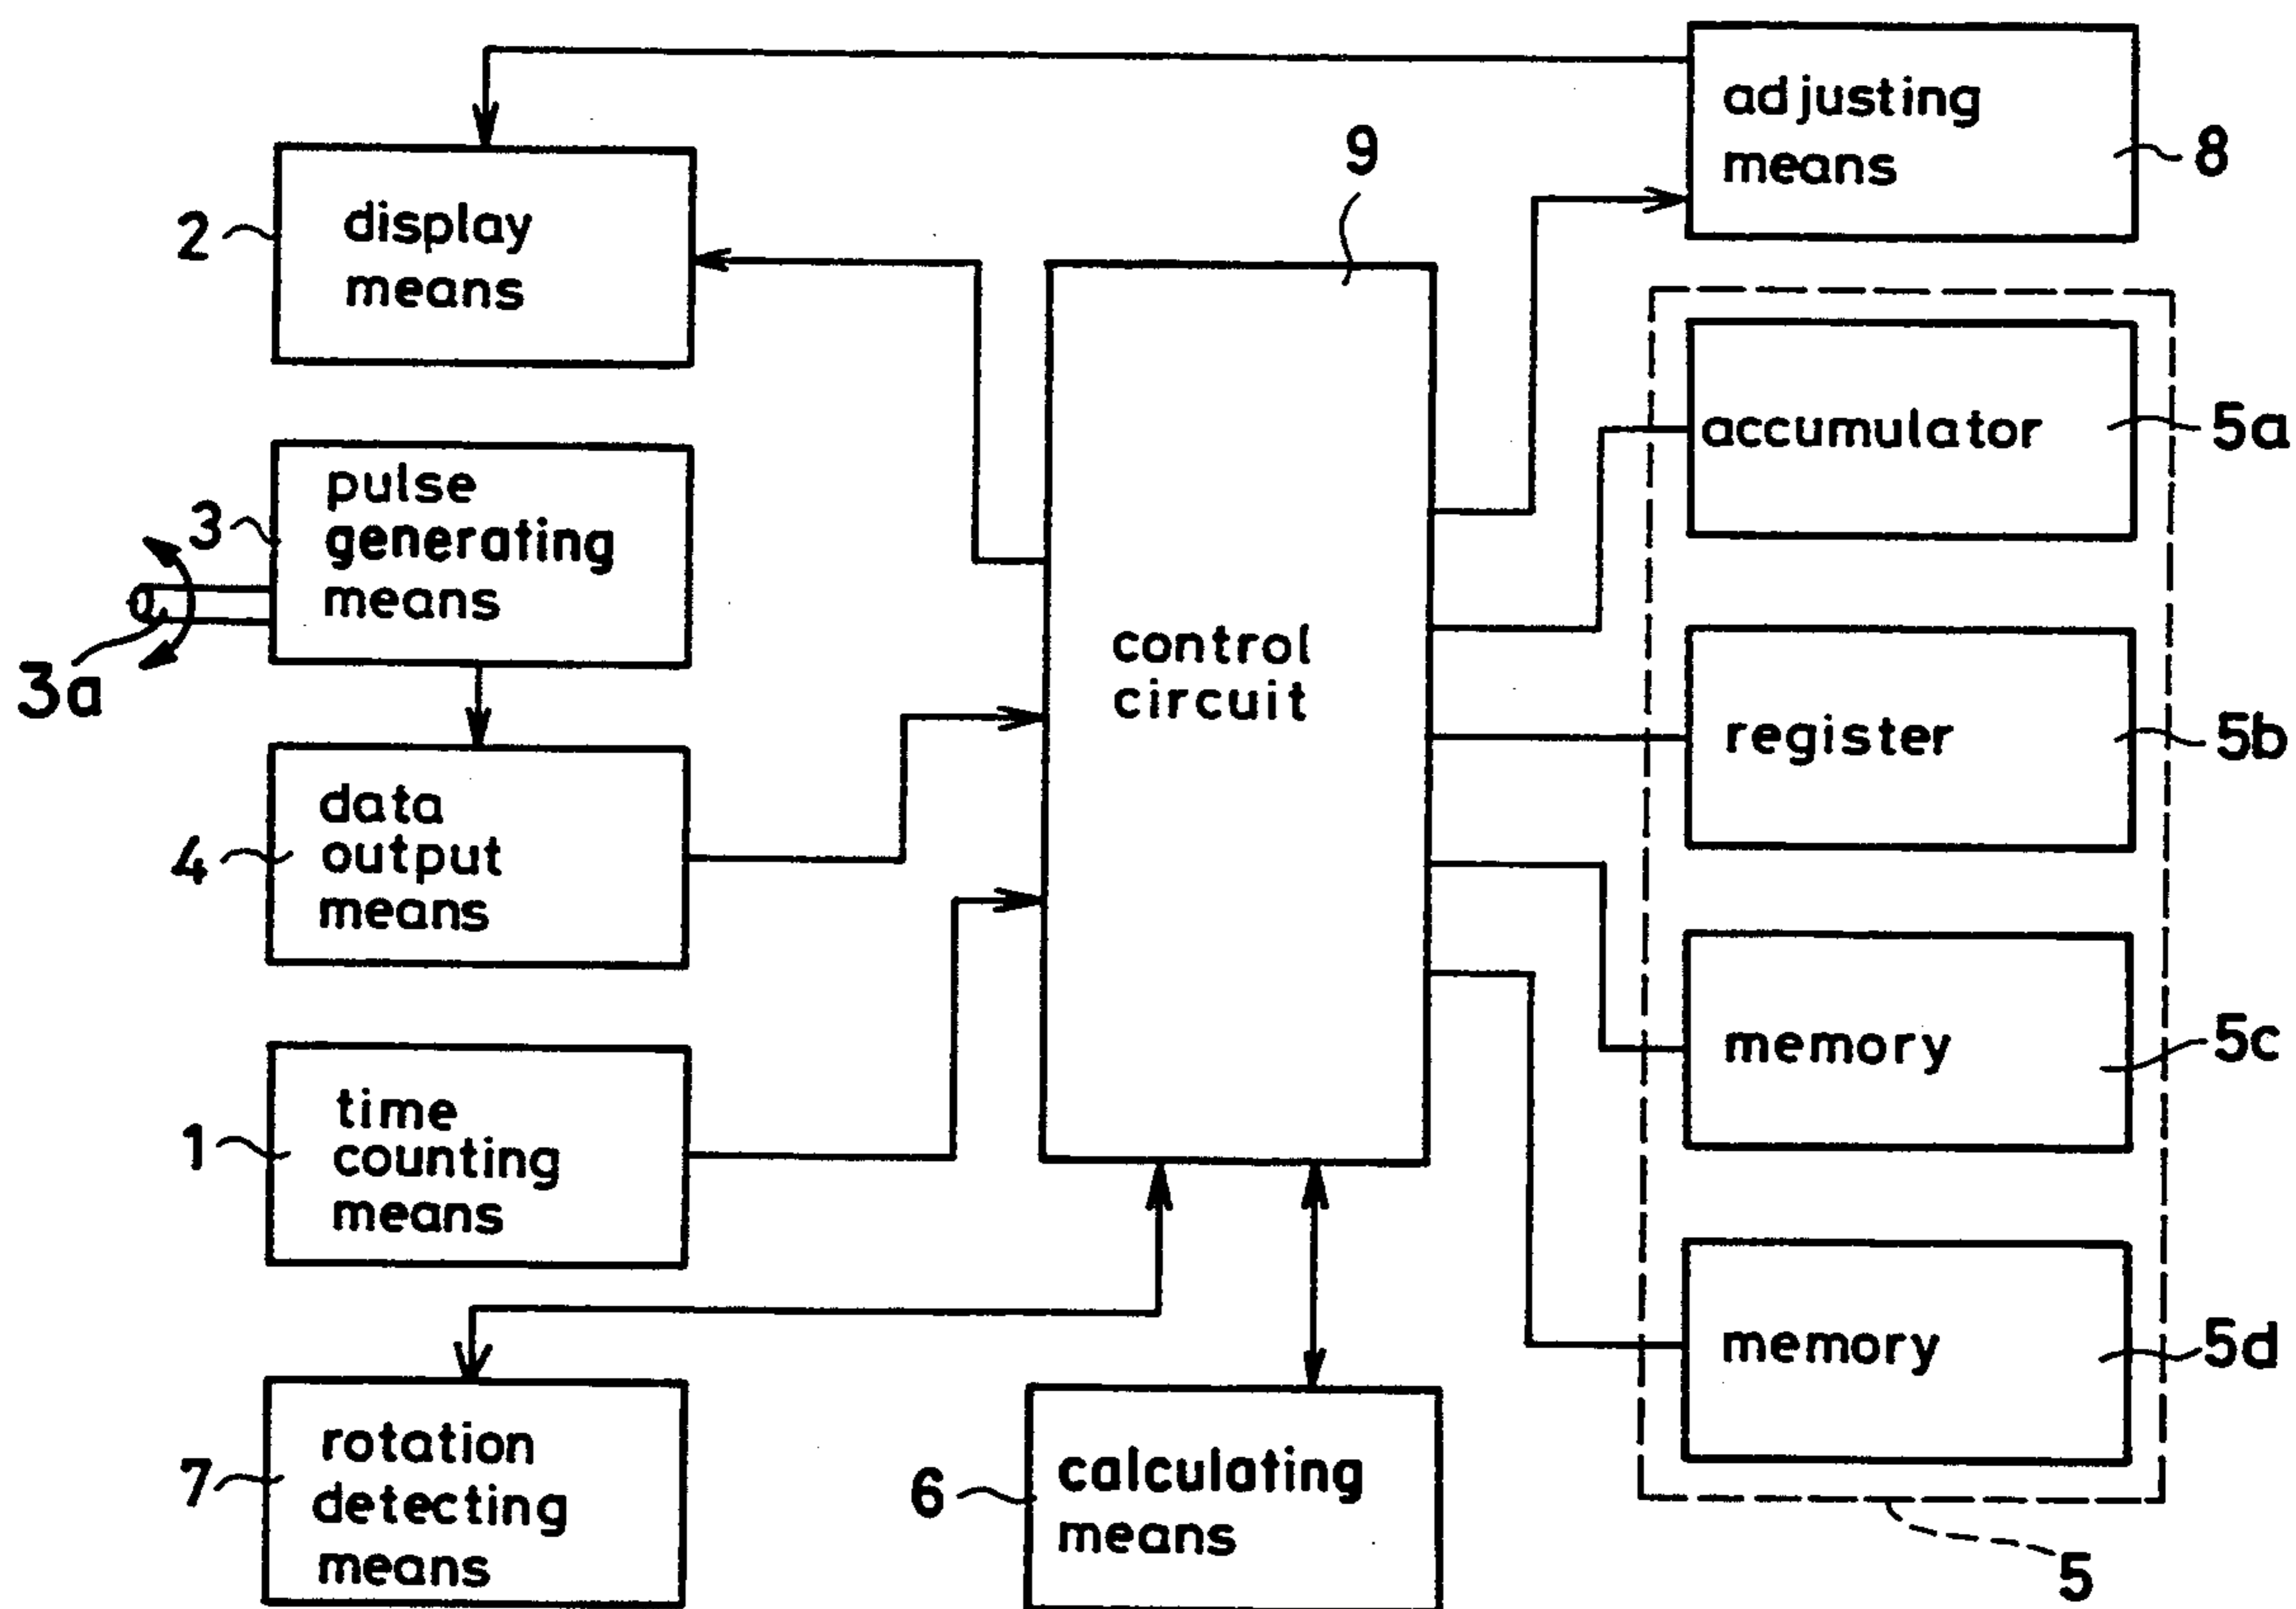 adjusting
means
8
9
2
display
means
accumulator
5a
3
pulse
generating
means
3a
control
circuit
register
5b
4
data
output
means
1
time
counting
means
memory
5c
memory
5d
7
rotation
detecting
means
6
calculating
means
5